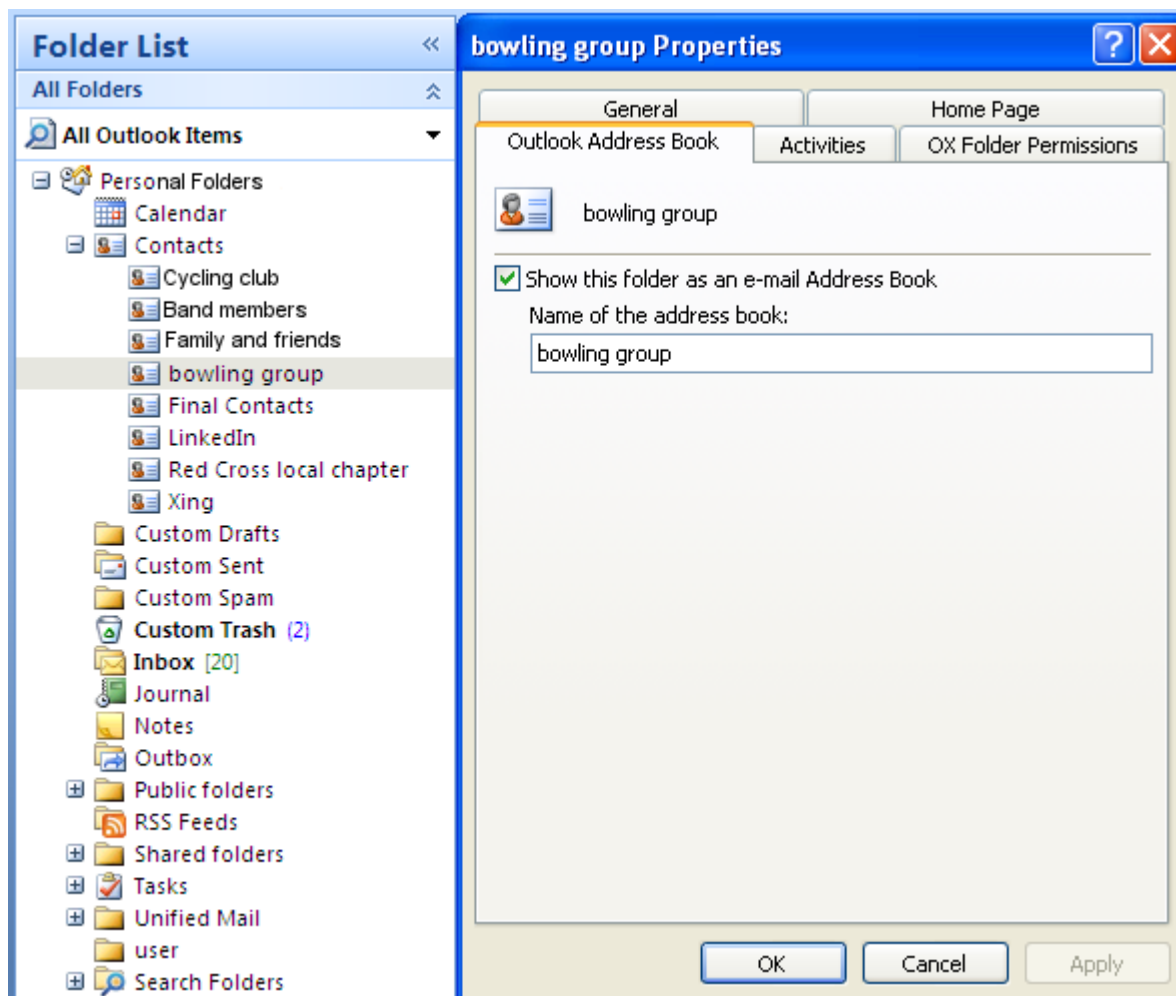 Folder List
All Folders
All Outlook Items
Personal Folders
Calendar
Contacts
Cycling club
Band members
Family and friends
bowling group
Final Contacts
LinkedIn
Red Cross local chapter
Xing
Custom Drafts
Custom Sent
Custom Spam
Custom Trash (2)
Inbox [20]
Journal
Notes
Outbox
Public folders
RSS Feeds
Shared folders
Tasks
Unified Mail
user
Search Folders
bowling group Properties
General Home Page
Outlook Address Book Activities OX Folder Permissions
bowling group
Show this folder as an e-mail Address Book
Name of the address book:
bowling group
OK Cancel Apply